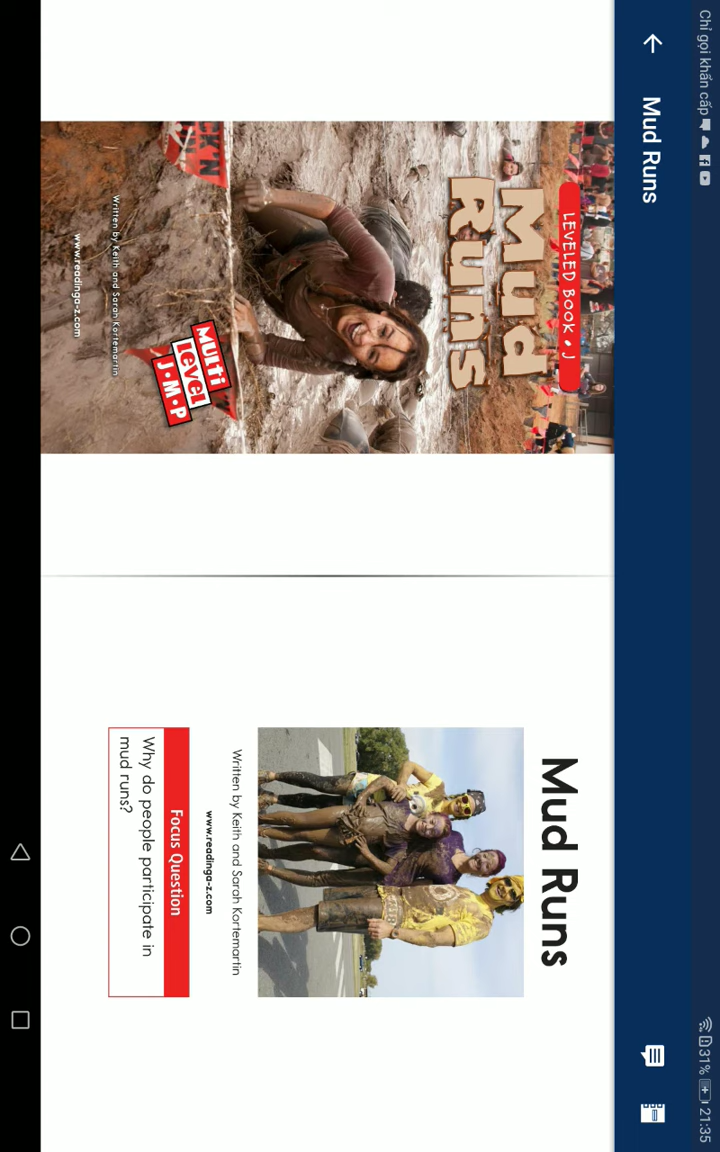 Chỉ gọi khẩn cấp
31%
21:35
Mud Runs
LEVELED BOOK • J
Mud
Runs
MULTI
level
J•M•P
Written by Keith and Sarah Kortemartin
www.readinga-z.com
Mud Runs
Written by Keith and Sarah Kortemartin
www.readinga-z.com
Focus Question
Why do people participate in
mud runs?